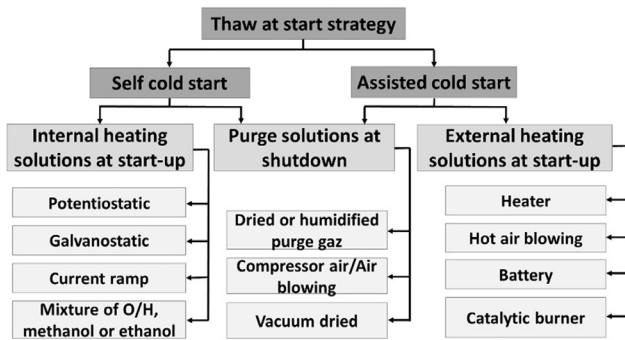 Thaw at start strategy
Self cold start
Assisted cold start
Internal heating
solutions at start-up
Purge solutions at
shutdown
External heating
solutions at start-up
Potentiostatic
Galvanostatic
Current ramp
Mixture of O/H,
methanol or ethanol
Dried or humidified
purge gaz
Compressor air/Air
blowing
Vacuum dried
Heater
Hot air blowing
Battery
Catalytic burner